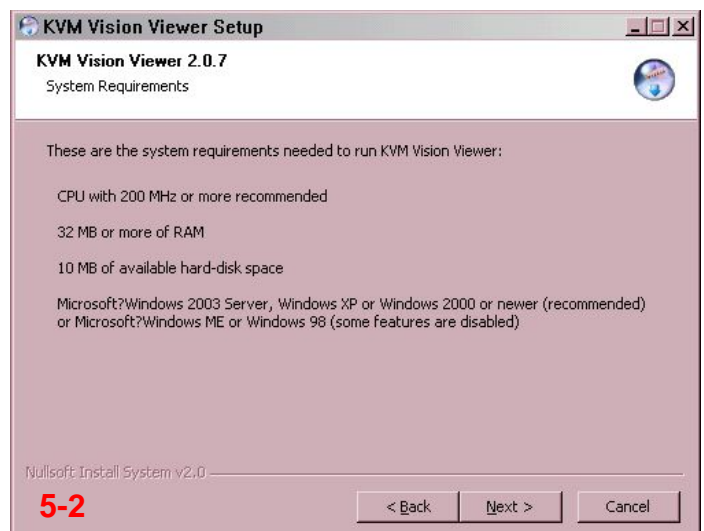 KVM Vision Viewer Setup
KVM Vision Viewer 2.0.7
System Requirements
These are the system requirements needed to run KVM Vision Viewer:
CPU with 200 MHz or more recommended
32 MB or more of RAM
10 MB of available hard-disk space
Microsoft?Windows 2003 Server, Windows XP or Windows 2000 or newer (recommended)
or Microsoft?Windows ME or Windows 98 (some features are disabled)
Nullsoft Install System v2.0
5-2
< Back
Next >
Cancel